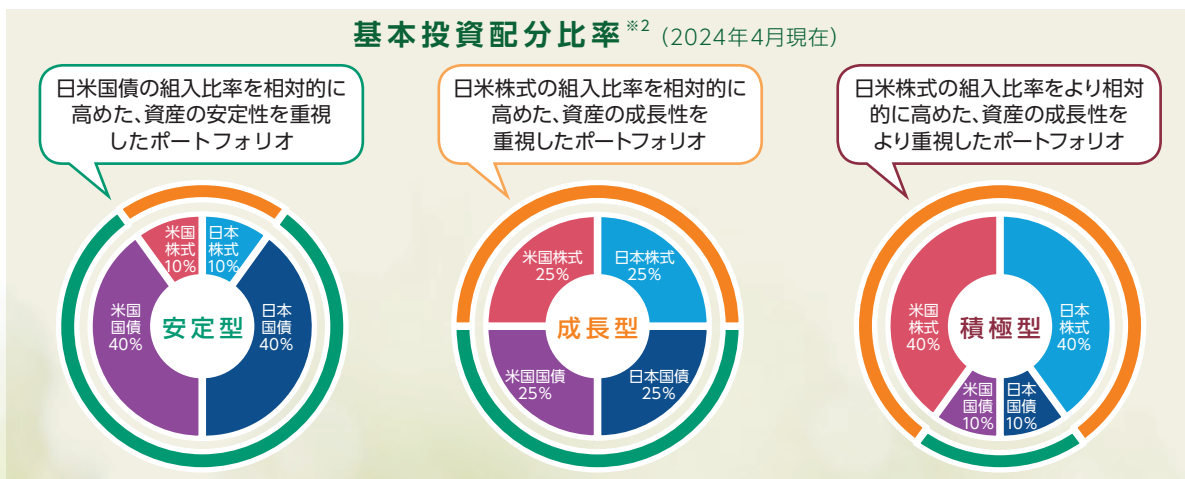 基本投資配分比率※2（2024年4月現在）
日米国債の組入比率を相対的に
高めた、資産の安定性を重視
したポートフォリオ
米国
株式
10%
日本
株式
10%
米国
国債
40%
日本
国債
40%
安定型
日米株式の組入比率を相対的に
高めた、資産の成長性を
重視したポートフォリオ
米国株式
25%
日本株式
25%
米国国債
25%
日本国債
25%
成長型
日米株式の組入比率をより相対
的に高めた、資産の成長性を
より重視したポートフォリオ
米国
株式
40%
日本
株式
40%
米国
国債
10%
日本
国債
10%
積極型